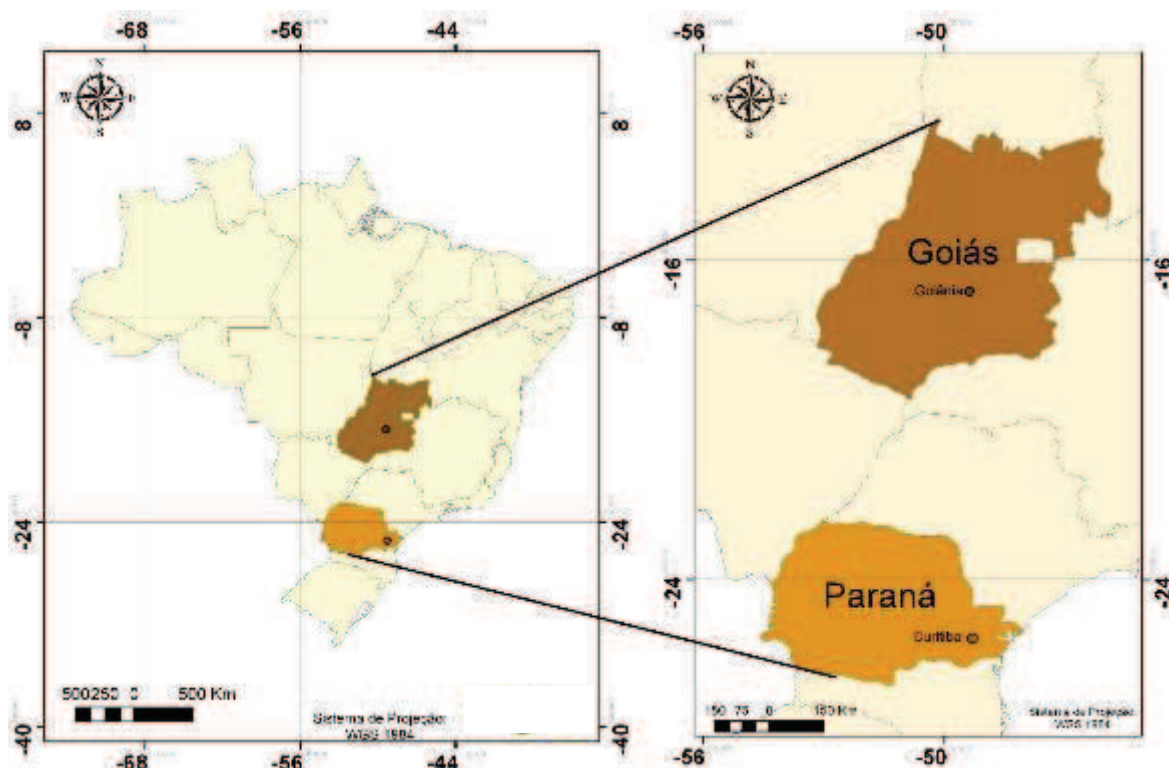 -68 -56 -44
N
W E
S
8
8
-8
-8
-24
-24
-40
-40
500250 0 500 Km
Sistema de Projeção:
WGS 1984
-68 -56 -44
-56 -50
N
W E
S
Goiás
Goiânia
-16
-16
Paraná
Curitiba
-24
-24
150 75 0 150 Km
Sistema de Projeção:
WGS 1984
-56 -50